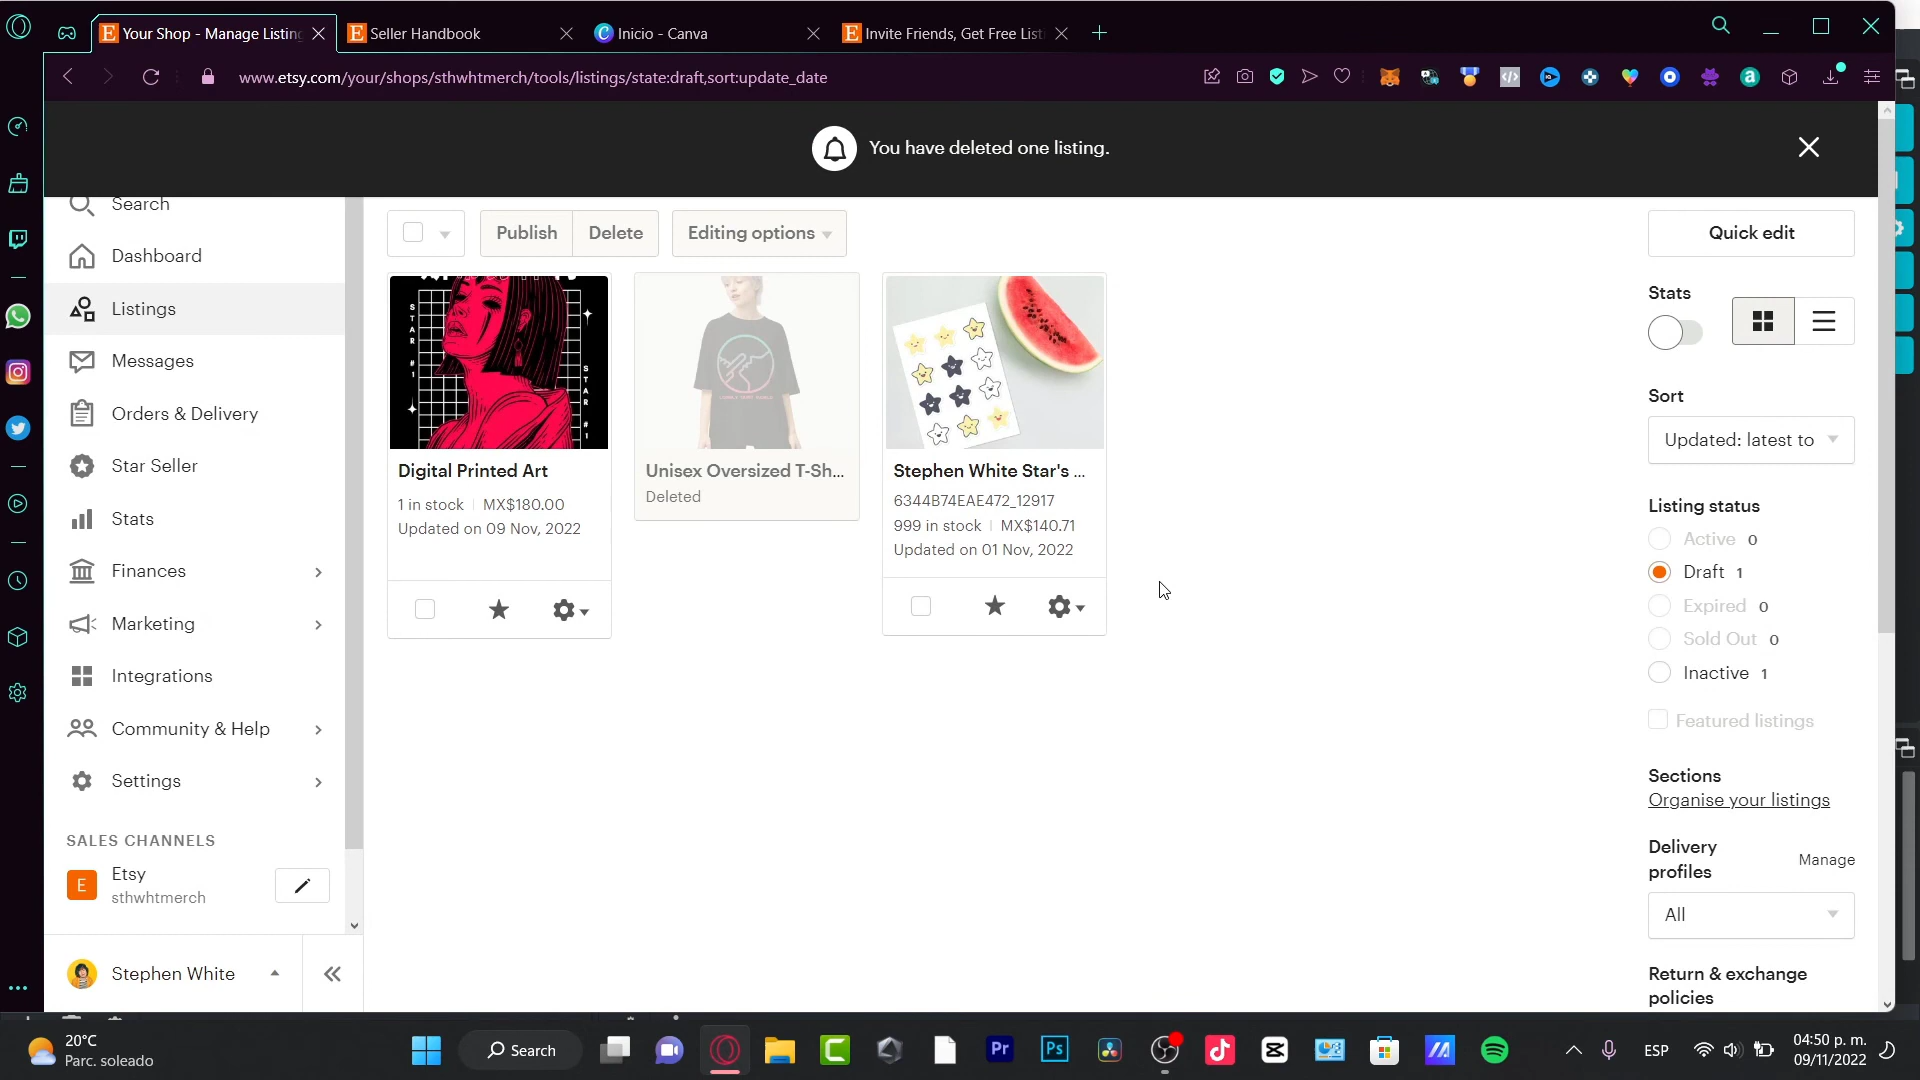 Your Shop - Manage Listing
Seller Handbook
Inicio - Canva
Invite Friends, Get Free List
www.etsy.com/your/shops/sthwhtmerch/tools/listings/state:draft,sort:update_date
You have deleted one listing.
Search
Dashboard
Listings
Messages
Orders & Delivery
Star Seller
Stats
Finances
Marketing
Integrations
Community & Help
Settings
SALES CHANNELS
E
Etsy
sthwhtmerch
Stephen White
Publish
Delete
Editing options
STAR #1
STAR #1
Digital Printed Art
1 in stock
MX$180.00
Updated on 09 Nov, 2022
Unisex Oversized T-Sh...
Deleted
Stephen White Star's ...
6344B74EAE472_12917
999 in stock
MX$140.71
Updated on 01 Nov, 2022
Quick edit
Stats
Sort
Updated: latest to
Listing status
Active 0
Draft 1
Expired 0
Sold Out 0
Inactive 1
Featured listings
Sections
Organise your listings
Delivery profiles
Manage
All
Return & exchange policies
20°C
Parc. soleado
Search
Pr
Ps
ESP
04:50 p. m.
09/11/2022